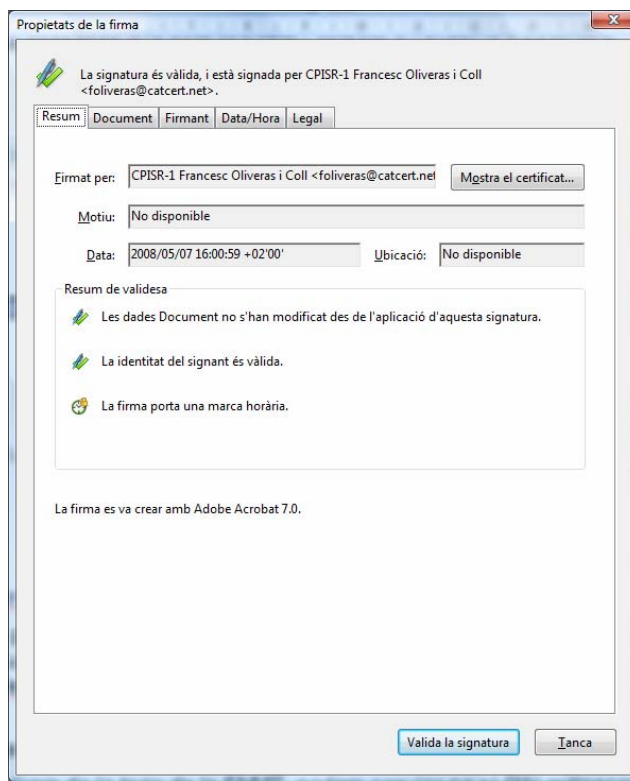 Propietats de la firma
La signatura és vàlida, i està signada per CPISR-1 Francesc Oliveras i Coll
<foliveras@catcert.net>.
Resum Document Firmant Data/Hora Legal
Firmat per: CPISR-1 Francesc Oliveras i Coll <foliveras@catcert.net Mostra el certificat...
Motiu: No disponible
Data: 2008/05/07 16:00:59 +02'00' Ubicació: No disponible
Resum de validesa
Les dades Document no s'han modificat des de l'aplicació d'aquesta signatura.
La identitat del signant és vàlida.
La firma porta una marca horària.
La firma es va crear amb Adobe Acrobat 7.0.
Valida la signatura Tanca